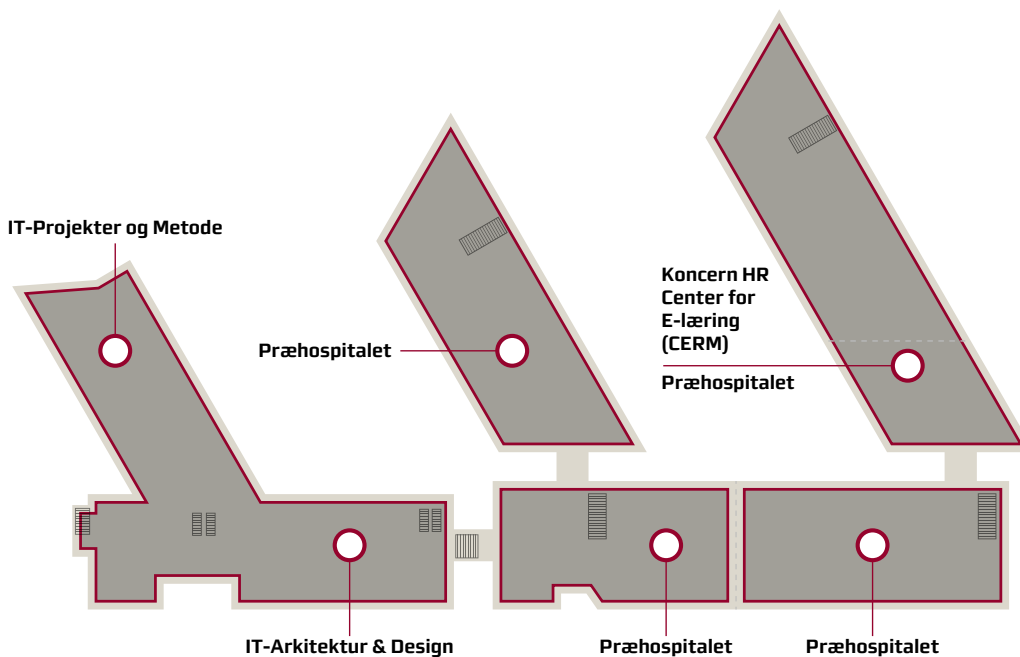 IT-Projekter og Metode
Præhospitalet
Koncern HR
Center for
E-læring
(CERM)
Præhospitalet
IT-Arkitektur & Design
Præhospitalet
Præhospitalet